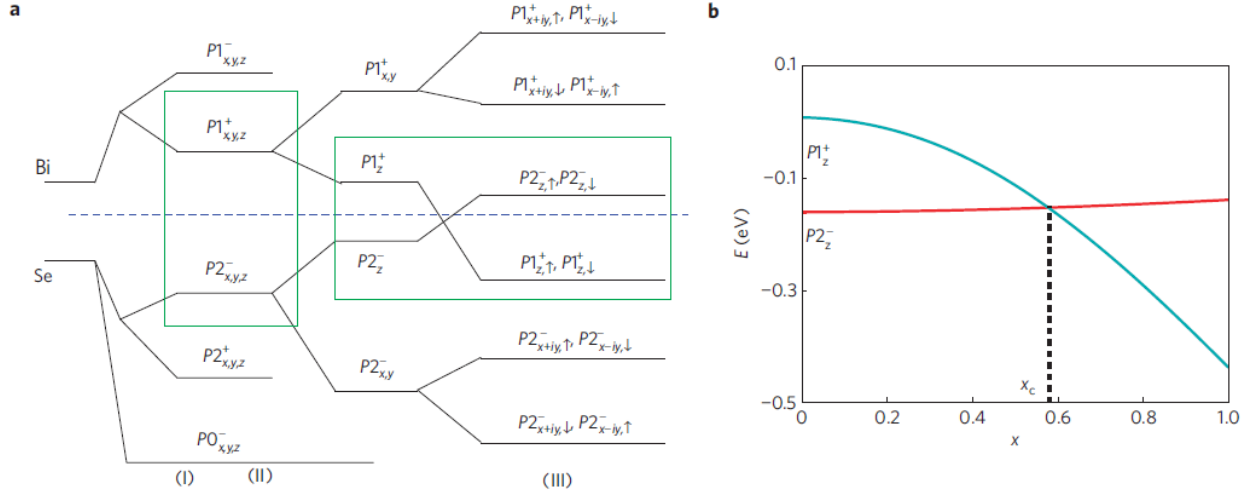 a
P1⁻x,y,z
P1⁺x,y,z
Bi
Se
P2⁻x,y,z
P2⁺x,y,z
P0⁻x,y,z
P1⁺x,y
P1⁺z
P2⁻z
P2⁻x,y
P1⁺x+iy,↑, P1⁺x−iy,↓
P1⁺x+iy,↓, P1⁺x−iy,↑
P2⁻z,↑,P2⁻z,↓
P1⁺z,↑, P1⁺z,↓
P2⁻x+iy,↑, P2⁻x−iy,↓
P2⁻x+iy,↓, P2⁻x−iy,↑
(I) (II) (III)
b
0.1
−0.1
−0.3
−0.5
E (eV)
P1⁺z
P2⁻z
xc
0 0.2 0.4 0.6 0.8 1.0
x